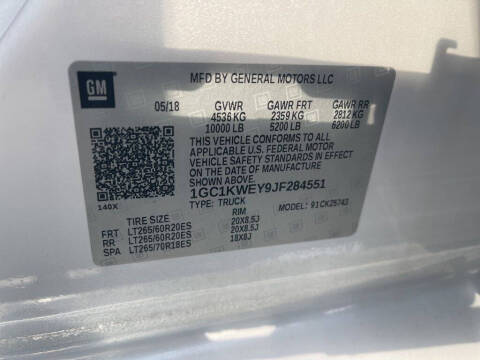 GM
MFD BY GENERAL MOTORS LLC
05/18 GVWR GAWR FRT GAWR RR
4536 KG 2359 KG 2812 KG
10000 LB 5200 LB 6200 LB
THIS VEHICLE CONFORMS TO ALL
APPLICABLE U.S. FEDERAL MOTOR
VEHICLE SAFETY STANDARDS IN EFFECT
ON THE DATE OF MANUFACTURE
SHOWN ABOVE.
1GC1KWEY9JF284551
140X
TYPE: TRUCK MODEL: 91CK25743
TIRE SIZE RIM
FRT LT265/60R20ES 20X8.5J
RR LT265/60R20ES 20X8.5J
SPA LT265/70R18ES 18X8J